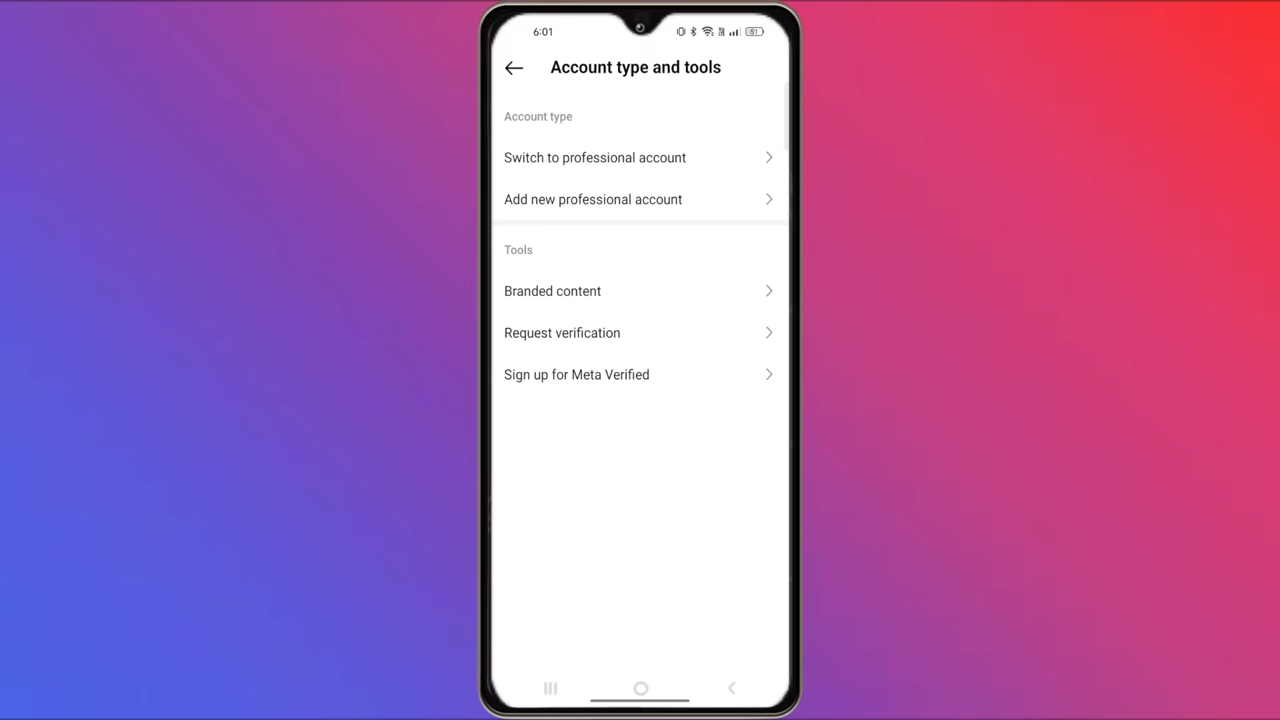 6:01
51
Account type and tools
Account type
Switch to professional account
Add new professional account
Tools
Branded content
Request verification
Sign up for Meta Verified